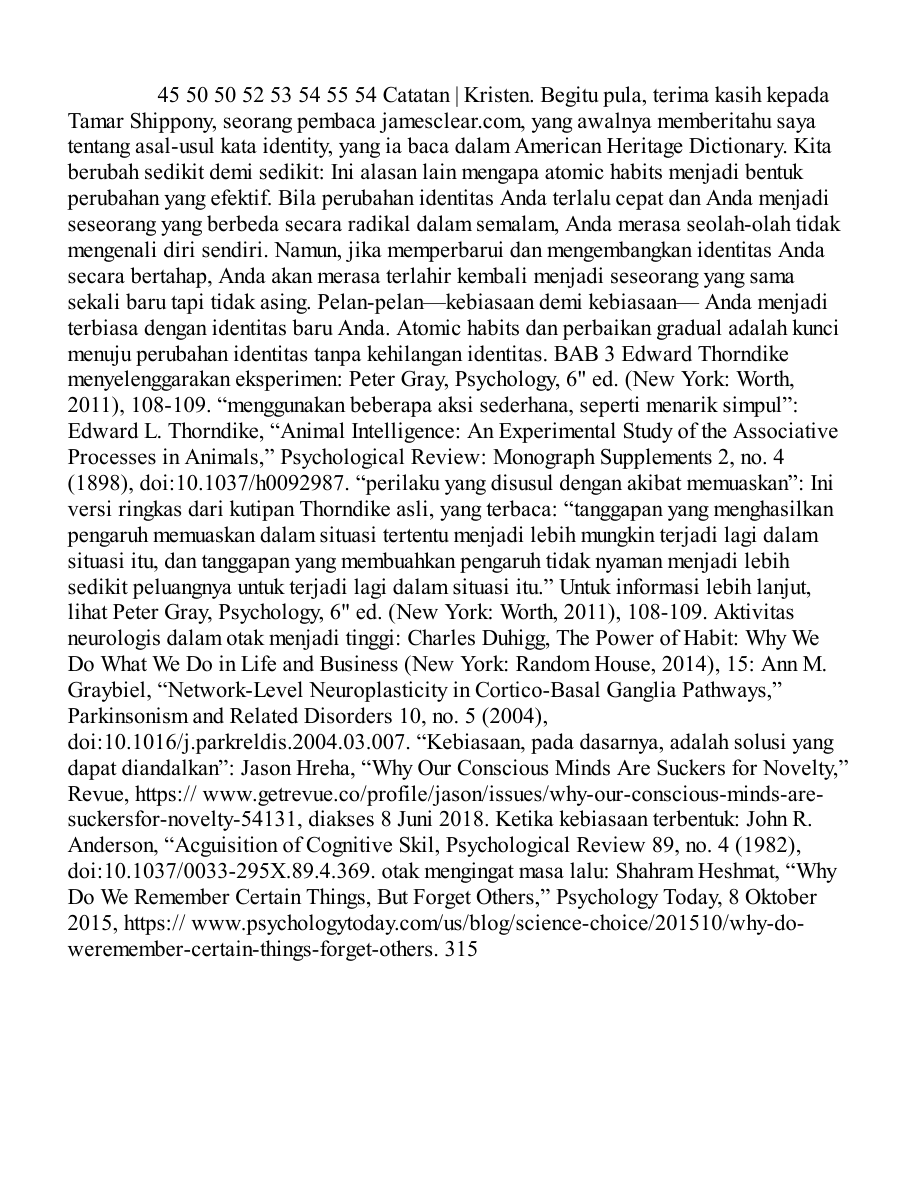 45 50 50 52 53 54 55 54 Catatan | Kristen. Begitu pula, terima kasih kepada
Tamar Shippony, seorang pembaca jamesclear.com, yang awalnya memberitahu saya
tentang asal-usul kata identity, yang ia baca dalam American Heritage Dictionary. Kita
berubah sedikit demi sedikit: Ini alasan lain mengapa atomic habits menjadi bentuk
perubahan yang efektif. Bila perubahan identitas Anda terlalu cepat dan Anda menjadi
seseorang yang berbeda secara radikal dalam semalam, Anda merasa seolah-olah tidak
mengenali diri sendiri. Namun, jika memperbarui dan mengembangkan identitas Anda
secara bertahap, Anda akan merasa terlahir kembali menjadi seseorang yang sama
sekali baru tapi tidak asing. Pelan-pelan—kebiasaan demi kebiasaan— Anda menjadi
terbiasa dengan identitas baru Anda. Atomic habits dan perbaikan gradual adalah kunci
menuju perubahan identitas tanpa kehilangan identitas. BAB 3 Edward Thorndike
menyelenggarakan eksperimen: Peter Gray, Psychology, 6" ed. (New York: Worth,
2011), 108-109. “menggunakan beberapa aksi sederhana, seperti menarik simpul”:
Edward L. Thorndike, “Animal Intelligence: An Experimental Study of the Associative
Processes in Animals,” Psychological Review: Monograph Supplements 2, no. 4
(1898), doi:10.1037/h0092987. “perilaku yang disusul dengan akibat memuaskan”: Ini
versi ringkas dari kutipan Thorndike asli, yang terbaca: “tanggapan yang menghasilkan
pengaruh memuaskan dalam situasi tertentu menjadi lebih mungkin terjadi lagi dalam
situasi itu, dan tanggapan yang membuahkan pengaruh tidak nyaman menjadi lebih
sedikit peluangnya untuk terjadi lagi dalam situasi itu.” Untuk informasi lebih lanjut,
lihat Peter Gray, Psychology, 6" ed. (New York: Worth, 2011), 108-109. Aktivitas
neurologis dalam otak menjadi tinggi: Charles Duhigg, The Power of Habit: Why We
Do What We Do in Life and Business (New York: Random House, 2014), 15: Ann M.
Graybiel, “Network-Level Neuroplasticity in Cortico-Basal Ganglia Pathways,”
Parkinsonism and Related Disorders 10, no. 5 (2004),
doi:10.1016/j.parkreldis.2004.03.007. “Kebiasaan, pada dasarnya, adalah solusi yang
dapat diandalkan”: Jason Hreha, “Why Our Conscious Minds Are Suckers for Novelty,”
Revue, https:// www.getrevue.co/profile/jason/issues/why-our-conscious-minds-are-
suckersfor-novelty-54131, diakses 8 Juni 2018. Ketika kebiasaan terbentuk: John R.
Anderson, “Acguisition of Cognitive Skil, Psychological Review 89, no. 4 (1982),
doi:10.1037/0033-295X.89.4.369. otak mengingat masa lalu: Shahram Heshmat, “Why
Do We Remember Certain Things, But Forget Others,” Psychology Today, 8 Oktober
2015, https:// www.psychologytoday.com/us/blog/science-choice/201510/why-do-
weremember-certain-things-forget-others. 315